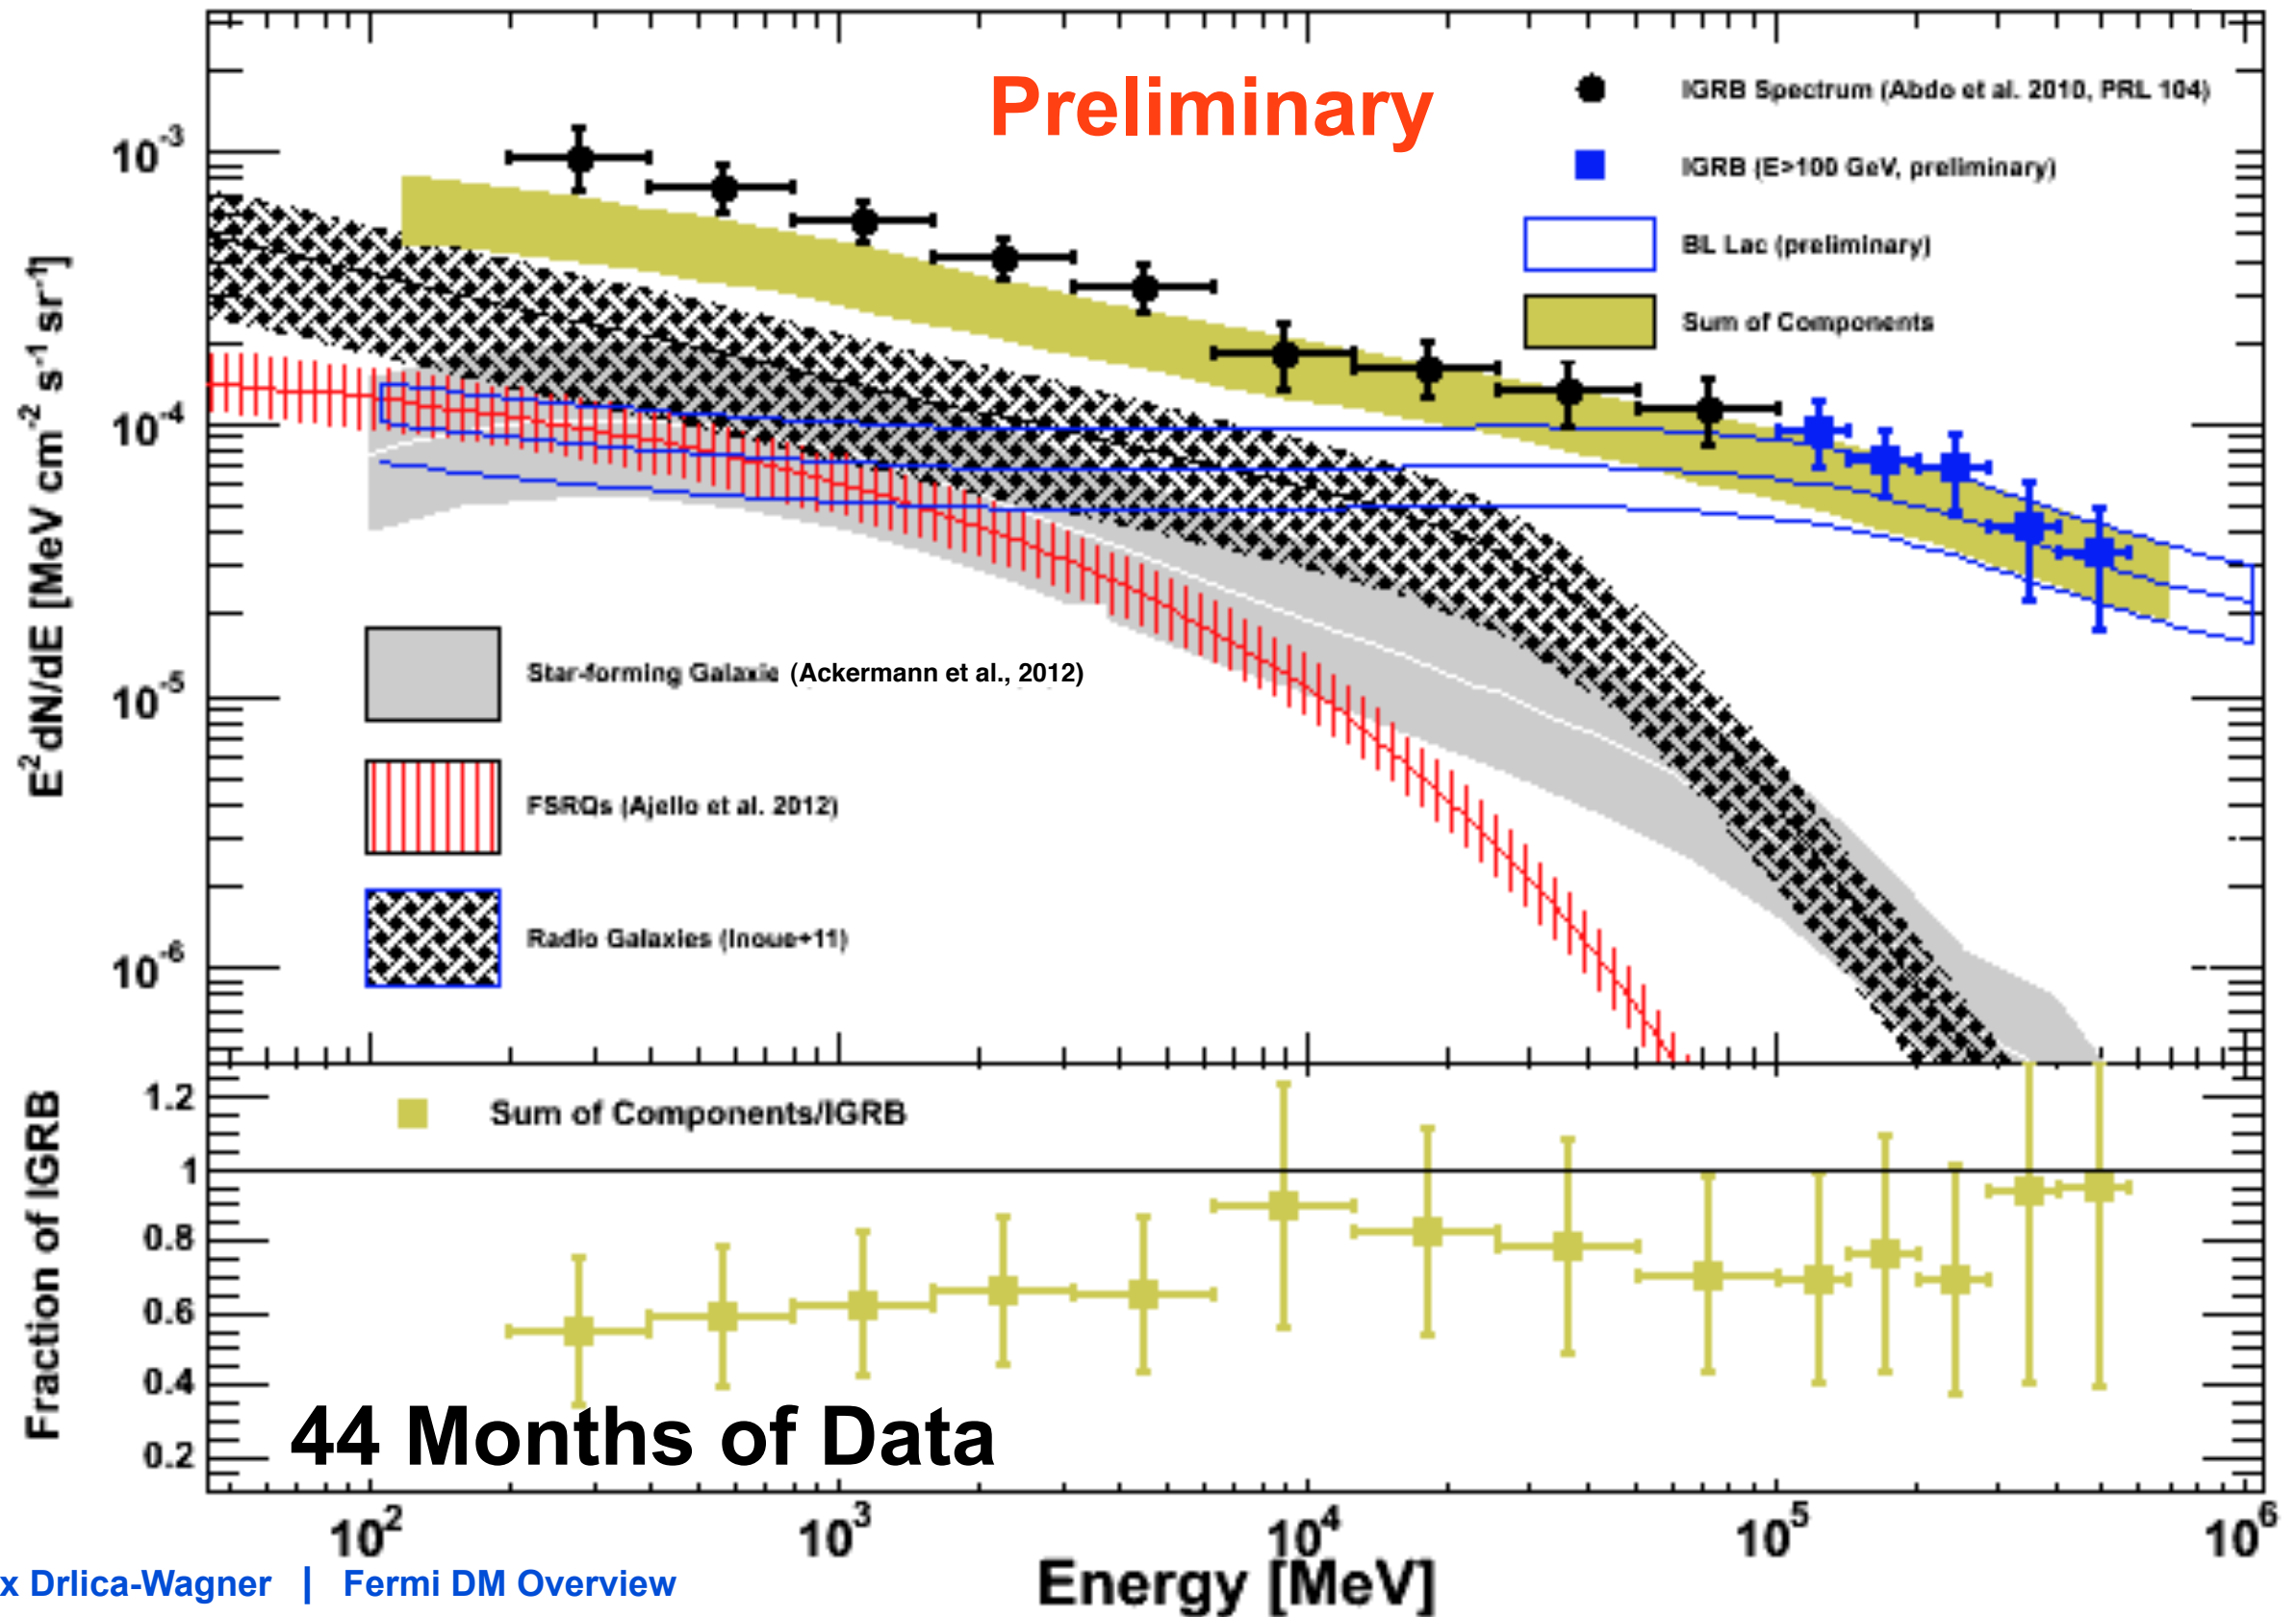 Preliminary
IGRB Spectrum (Abdo et al. 2010, PRL 104)
IGRB (E>100 GeV, preliminary)
BL Lac (preliminary)
Sum of Components
E² dN/dE [MeV cm⁻² s⁻¹ sr⁻¹]
10⁻³
10⁻⁴
10⁻⁵
10⁻⁶
Star-forming Galaxie (Ackermann et al., 2012)
FSRQs (Ajello et al. 2012)
Radio Galaxies (Inoue+11)
Fraction of IGRB
1.2
1
0.8
0.6
0.4
0.2
Sum of Components/IGRB
44 Months of Data
10² 10³ 10⁴ 10⁵ 10⁶
Energy [MeV]
x Drlica-Wagner | Fermi DM Overview